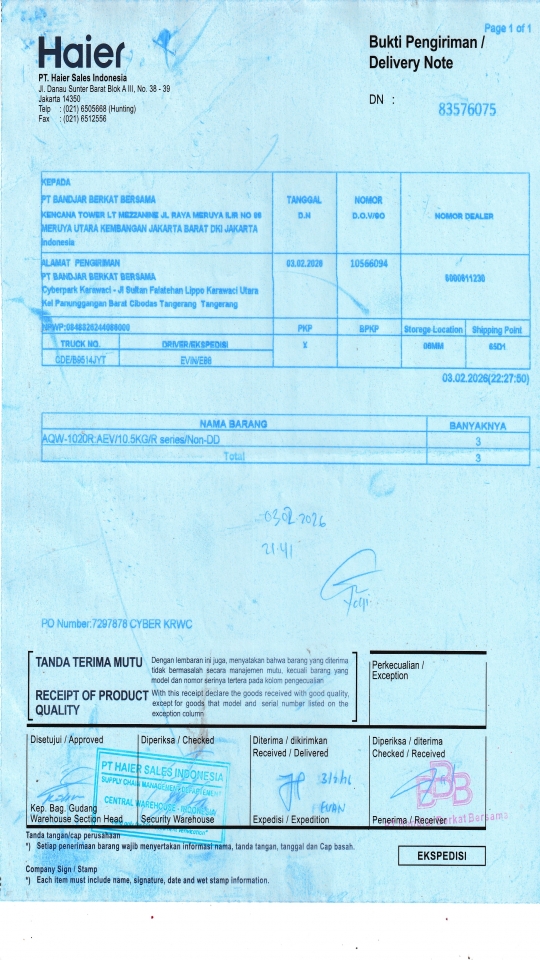 Page 1 of 1
Haier
Bukti Pengiriman /
Delivery Note
PT. Haier Sales Indonesia
Jl. Danau Sunter Barat Blok A III, No. 38 - 39
Jakarta 14350
Telp : (021) 6505668 (Hunting)
Fax : (021) 6512556
DN : 83576075
KEPADA
PT BANDJAR BERKAT BERSAMA
KENCANA TOWER LT MEZZANINE JL RAYA MERUYA ILIR NO 88
MERUYA UTARA KEMBANGAN JAKARTA BARAT DKI JAKARTA
Indonesia
TANGGAL
D.N
NOMOR
D.O.V/SO
NOMOR DEALER
ALAMAT PENGIRIMAN
PT BANDJAR BERKAT BERSAMA
Cyberpark Karawaci - Jl Sultan Falatehan Lippo Karawaci Utara
Kel Panunggangan Barat Cibodas Tangerang Tangerang
03.02.2026
10566094
PKP
BPKP
Storege Location
Shipping Point
TRUCK NO.
DRIVER/EKSPEDISI
X
03.02.2026(22:27:50)
NAMA BARANG
BANYAKNYA
AQW-1020R:AEV/10.5KG/R series/Non-DD
3
Total
3
21.41
PO Number:7297878 CYBER KRWC
TANDA TERIMA MUTU
Dengan lembaran ini juga, menyatakan bahwa barang yang diterima
tidak bermasalah secara manajemen mutu, kecuali barang yang
model dan nomor serinya tertera pada kolom pengecualian
RECEIPT OF PRODUCT
QUALITY
With this receipt declare the goods received with good quality,
except for goods that model and serial number listed on the
exception column
Perkecualian /
Exception
Disetujui / Approved
Diperiksa / Checked
Diterima / dikirimkan
Received / Delivered
Diperiksa / diterima
Checked / Received
PT HAIER SALES INDONESIA
SUPPLY CHAIN MANAGEMENT DEPARTEMENT
CENTRAL WAREHOUSE - INDONESIA
BBB
Berkat Bersama
Kep. Bag. Gudang
Warehouse Section Head
Security Warehouse
Expedisi / Expedition
Penerima / Receiver
Tanda tangan/cap perusahaan
*) Setiap penerimaan barang wajib menyertakan informasi nama, tanda tangan, tanggal dan Cap basah.
EKSPEDISI
Company Sign / Stamp
*) Each item must include name, signature, date and wet stamp information.